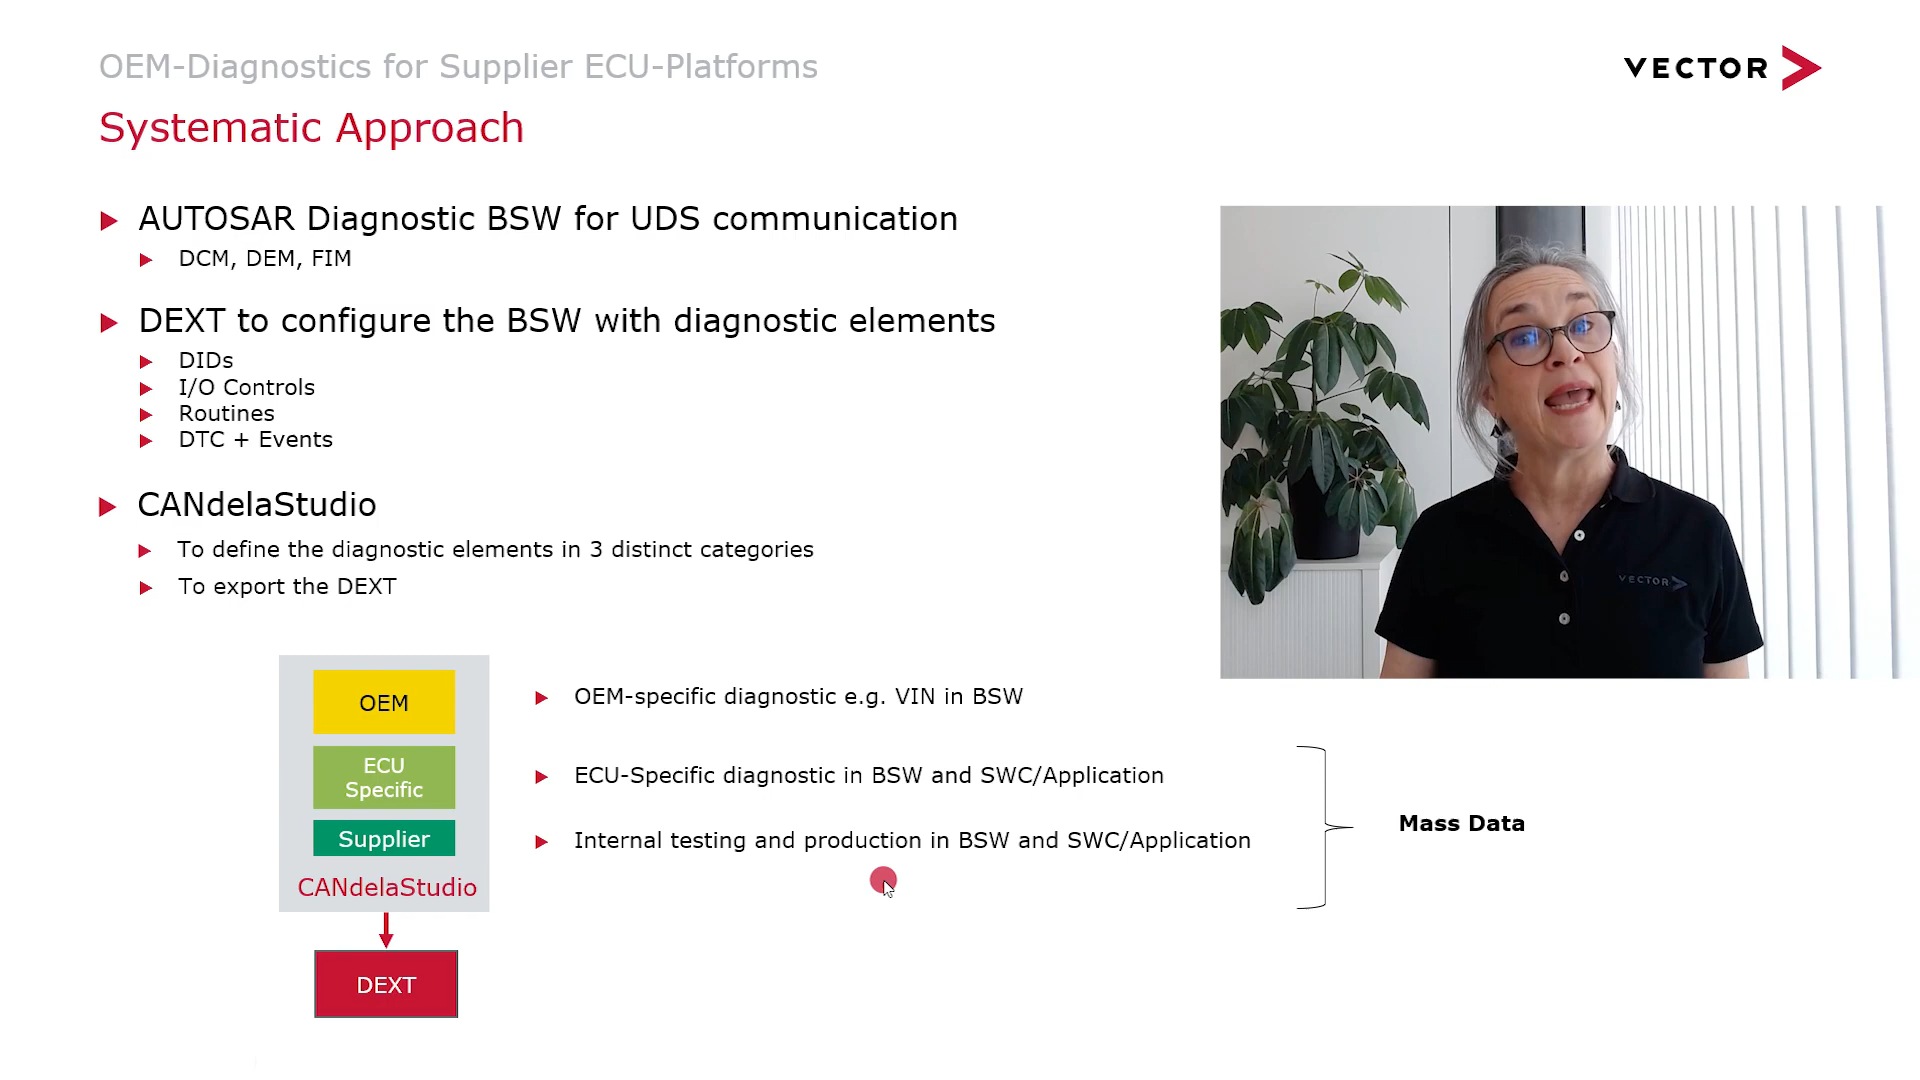 OEM-Diagnostics for Supplier ECU-Platforms
VECTOR
Systematic Approach
AUTOSAR Diagnostic BSW for UDS communication
DCM, DEM, FIM
DEXT to configure the BSW with diagnostic elements
DIDs
I/O Controls
Routines
DTC + Events
CANdelaStudio
To define the diagnostic elements in 3 distinct categories
To export the DEXT
VECTOR
OEM
OEM-specific diagnostic e.g. VIN in BSW
ECU
Specific
ECU-Specific diagnostic in BSW and SWC/Application
Supplier
Internal testing and production in BSW and SWC/Application
Mass Data
CANdelaStudio
DEXT